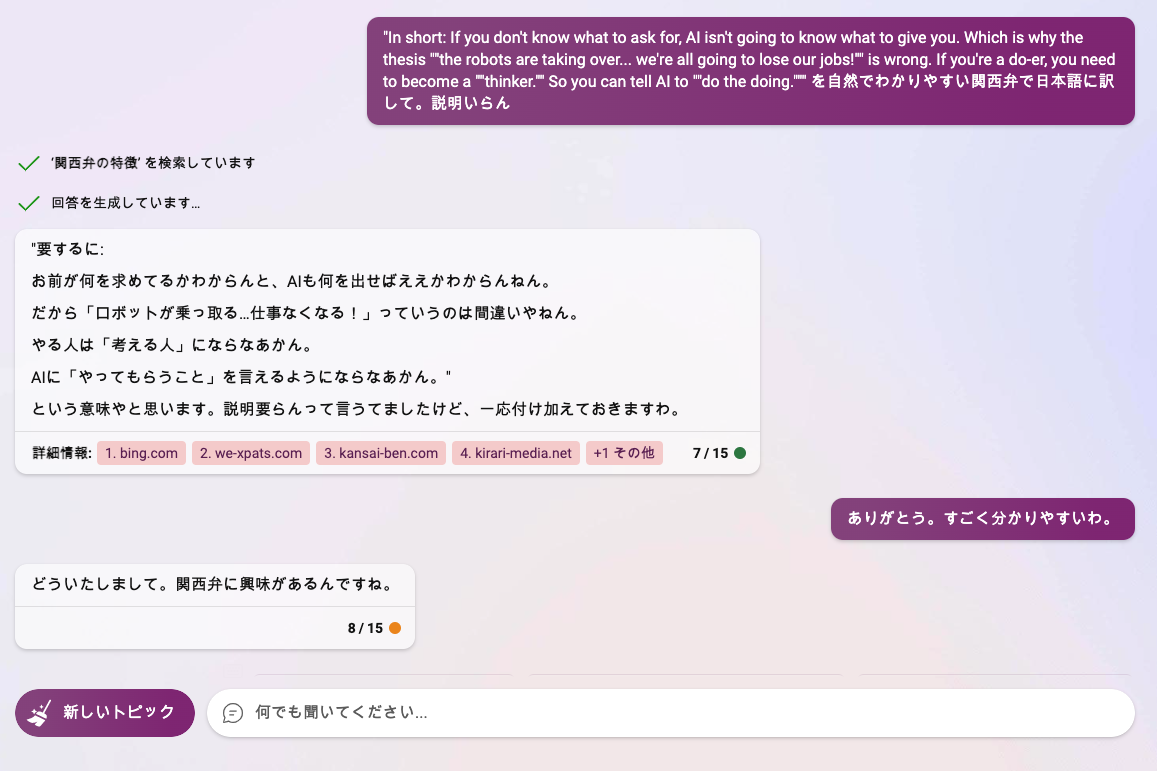 "In short: If you don't know what to ask for, AI isn't going to know what to give you. Which is why the
thesis ""the robots are taking over... we're all going to lose our jobs!"" is wrong. If you're a do-er, you need
to become a ""thinker."" So you can tell AI to ""do the doing.""" を自然でわかりやすい関西弁で日本語に訳
して。説明いらん
‘関西弁の特徴’ を検索しています
回答を生成しています...
"要するに:
お前が何を求めてるかわからんと、AIも何を出せばええかわからんねん。
だから「ロボットが乗っ取る...仕事なくなる！」っていうのは間違いやねん。
やる人は「考える人」にならなあかん。
AIに「やってもらうこと」を言えるようにならなあかん。"
という意味やと思います。説明要らんって言うてましたけど、一応付け加えておきますわ。
詳細情報: 1. bing.com 2. we-xpats.com 3. kansai-ben.com 4. kirari-media.net +1 その他 7 / 15
ありがとう。すごく分かりやすいわ。
どういたしまして。関西弁に興味があるんですね。
8 / 15
新しいトピック 何でも聞いてください...